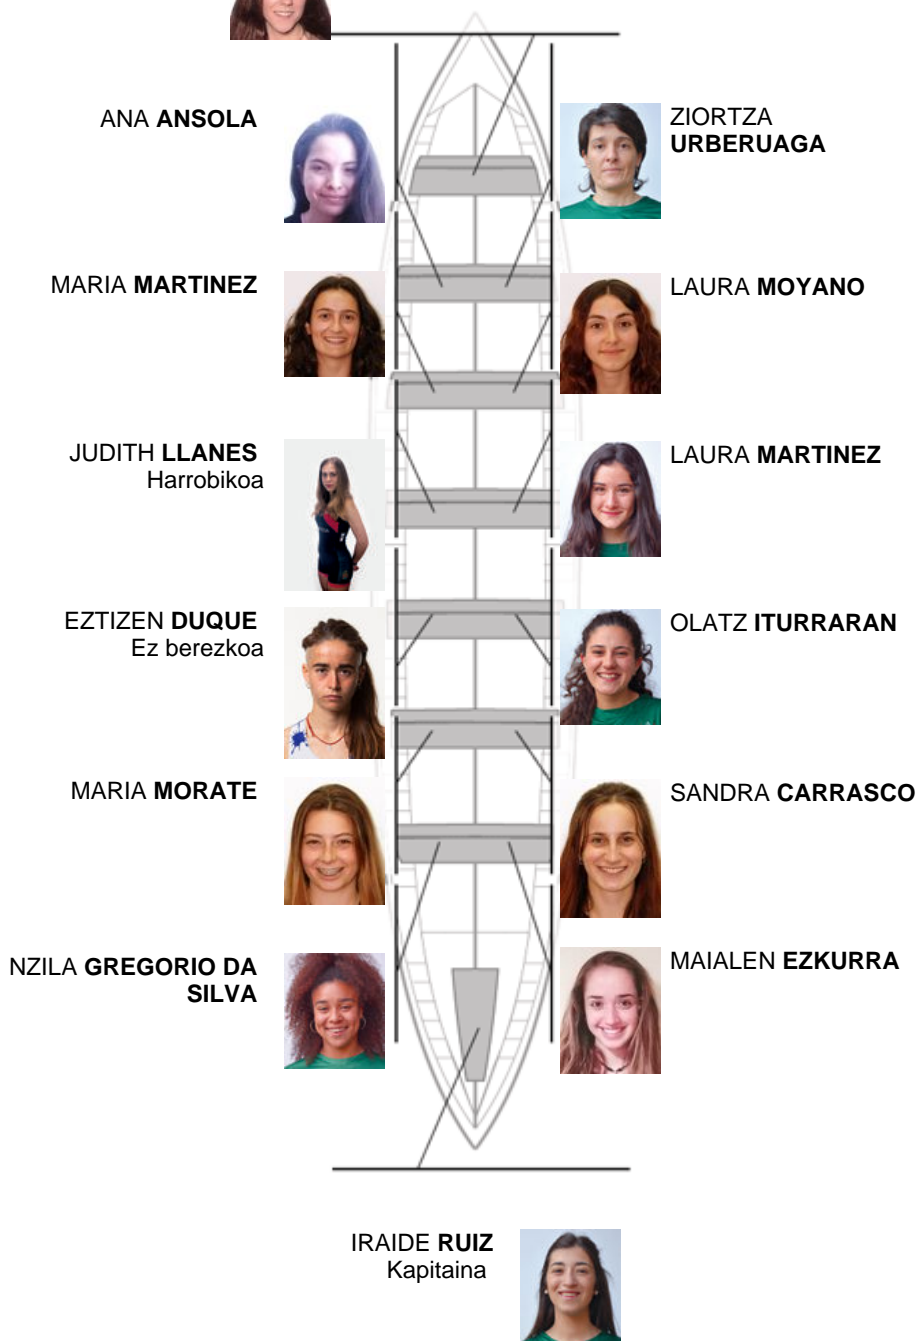 ANA ANSOLA
ZIORTZA
URBERUAGA
MARIA MARTINEZ
LAURA MOYANO
JUDITH LLANES
Harrobikoa
LAURA MARTINEZ
EZTIZEN DUQUE
Ez berezkoa
OLATZ ITURRARAN
MARIA MORATE
SANDRA CARRASCO
NZILA GREGORIO DA
SILVA
MAIALEN EZKURRA
IRAIDE RUIZ
Kapitaina